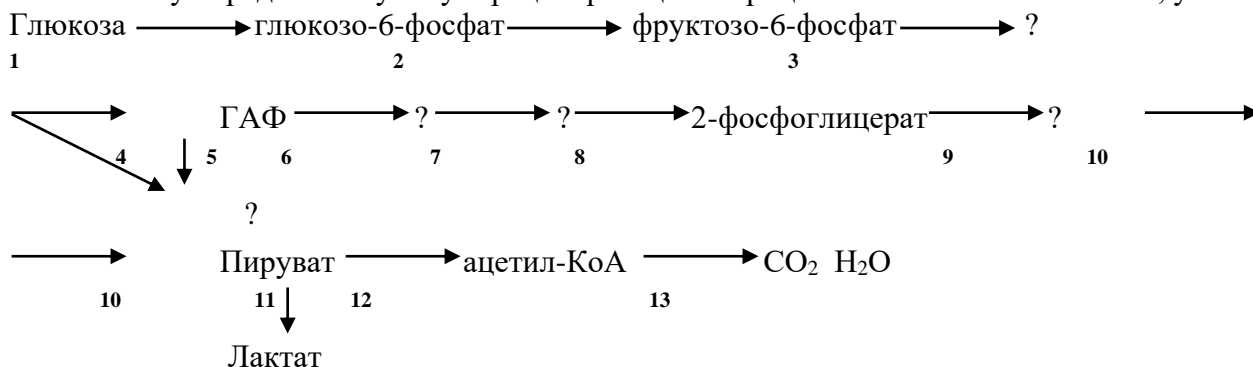 Глюкоза глюкозо-6-фосфат фруктозо-6-фосфат ?
1 2 3
ГАФ ? ? 2-фосфоглицерат ?
4 5 6 7 8 9 10
?
Пируват ацетил-КоА CO₂ H₂O
10 11 12 13
Лактат